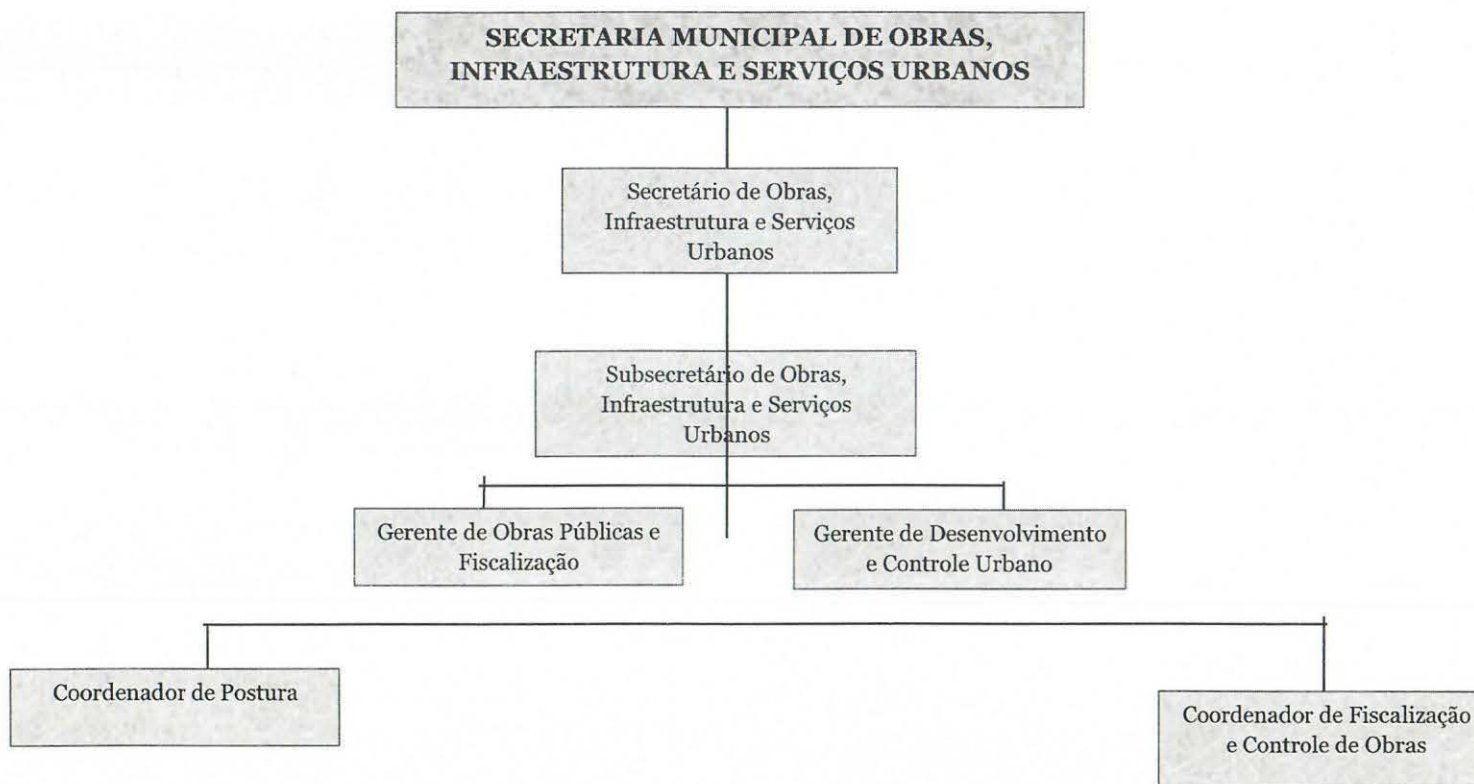 SECRETARIA MUNICIPAL DE OBRAS,
INFRAESTRUTURA E SERVIÇOS URBANOS
Secretário de Obras,
Infraestrutura e Serviços
Urbanos
Subsecretário de Obras,
Infraestrutura e Serviços
Urbanos
Gerente de Obras Públicas e
Fiscalização
Gerente de Desenvolvimento
e Controle Urbano
Coordenador de Postura
Coordenador de Fiscalização
e Controle de Obras